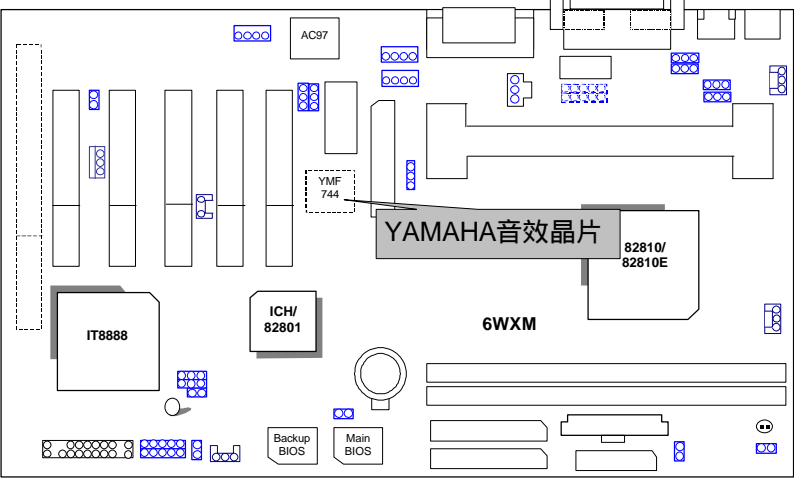 AC97
YMF
744
YAMAHA音效晶片
82810/
82810E
ICH/
82801
IT8888
6WXM
Backup
BIOS
Main
BIOS